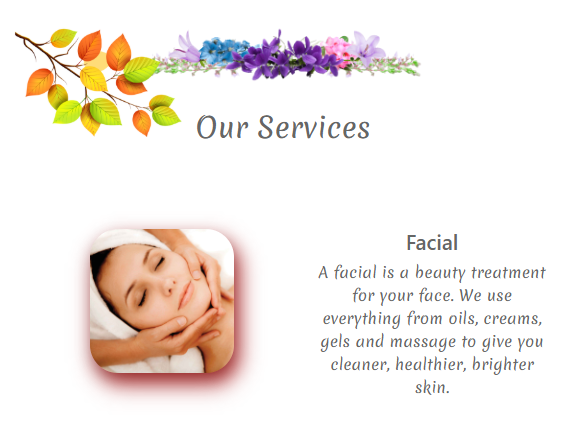 Our Services
Facial
A facial is a beauty treatment
for your face. We use
everything from oils, creams,
gels and massage to give you
cleaner, healthier, brighter
skin.